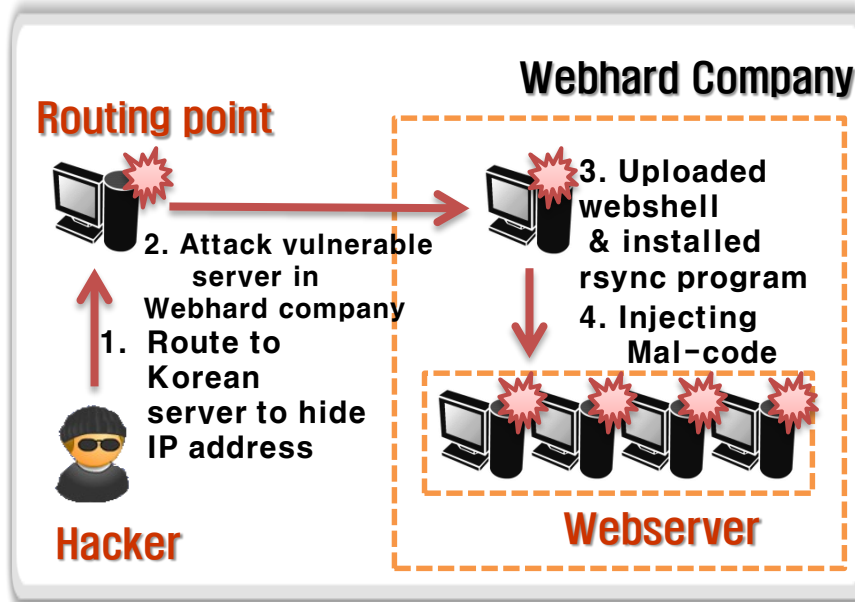 Webhard Company
Routing point
3. Uploaded
webshell
& installed
rsync program
2. Attack vulnerable
server in
Webhard company
4. Injecting
Mal-code
1. Route to
Korean
server to hide
IP address
Hacker
Webserver